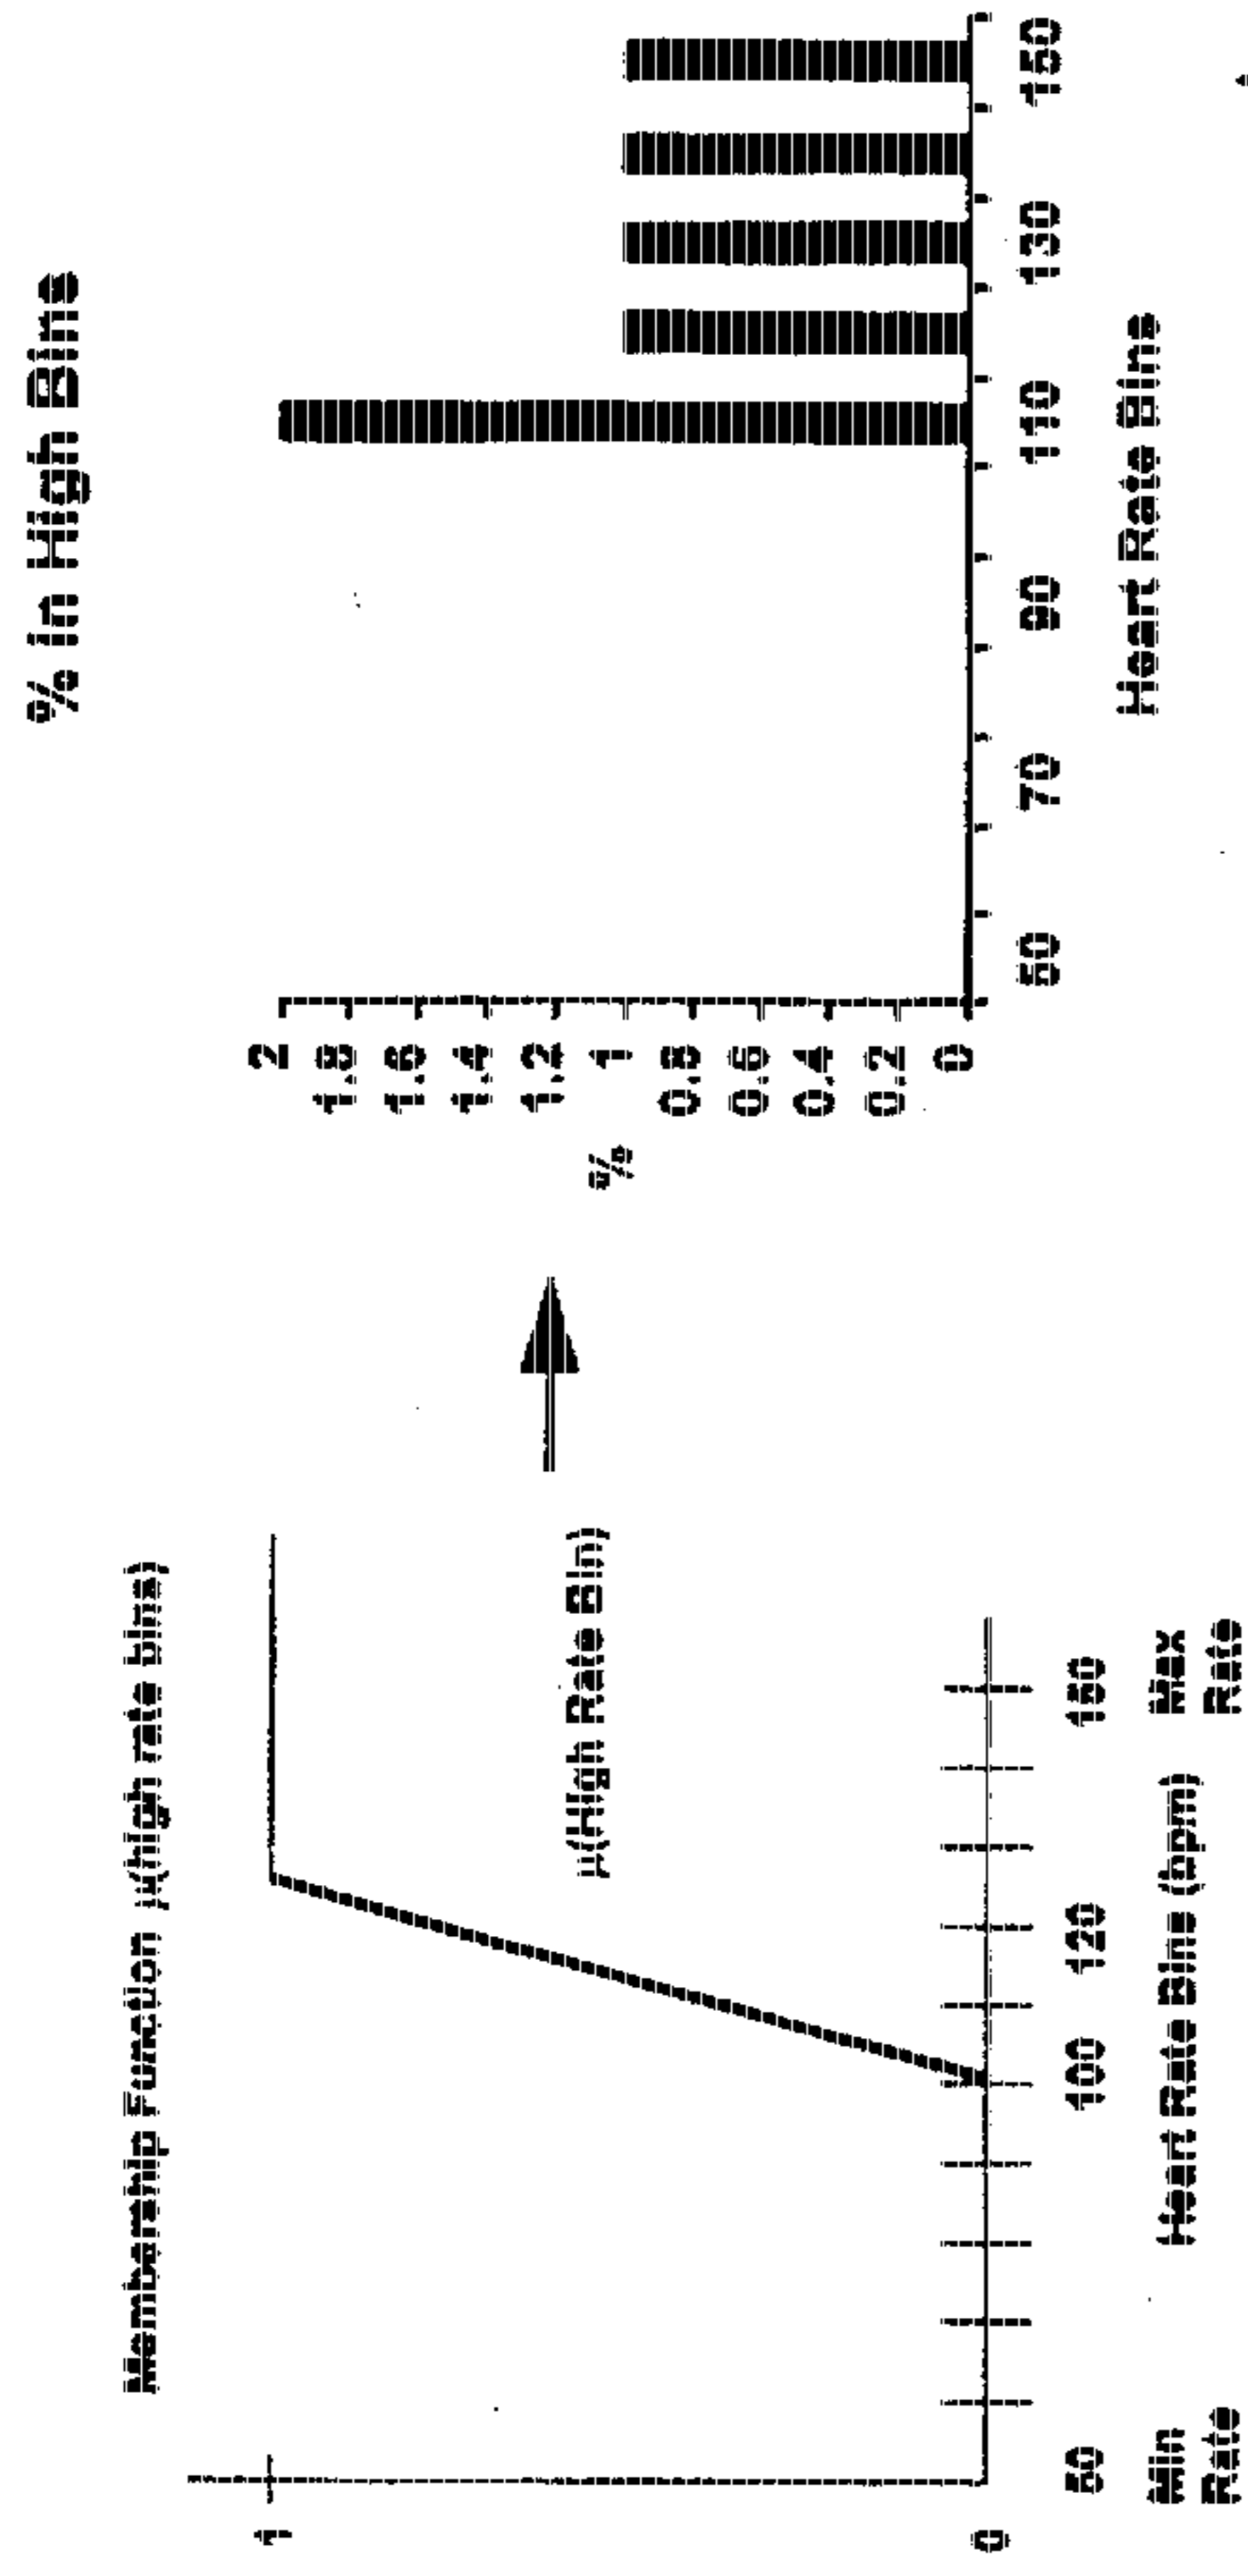 Membership Function μ(high rate bins)
1
0
μ(High Rate Bin)
50
100
120
150
Min
Rate
Heart Rate Bins (bpm)
Max
Rate
% in High Bins
2
1.8
1.6
1.4
1.2
1
0.8
0.6
0.4
0.2
0
%
50
70
90
110
130
150
Heart Rate Bins